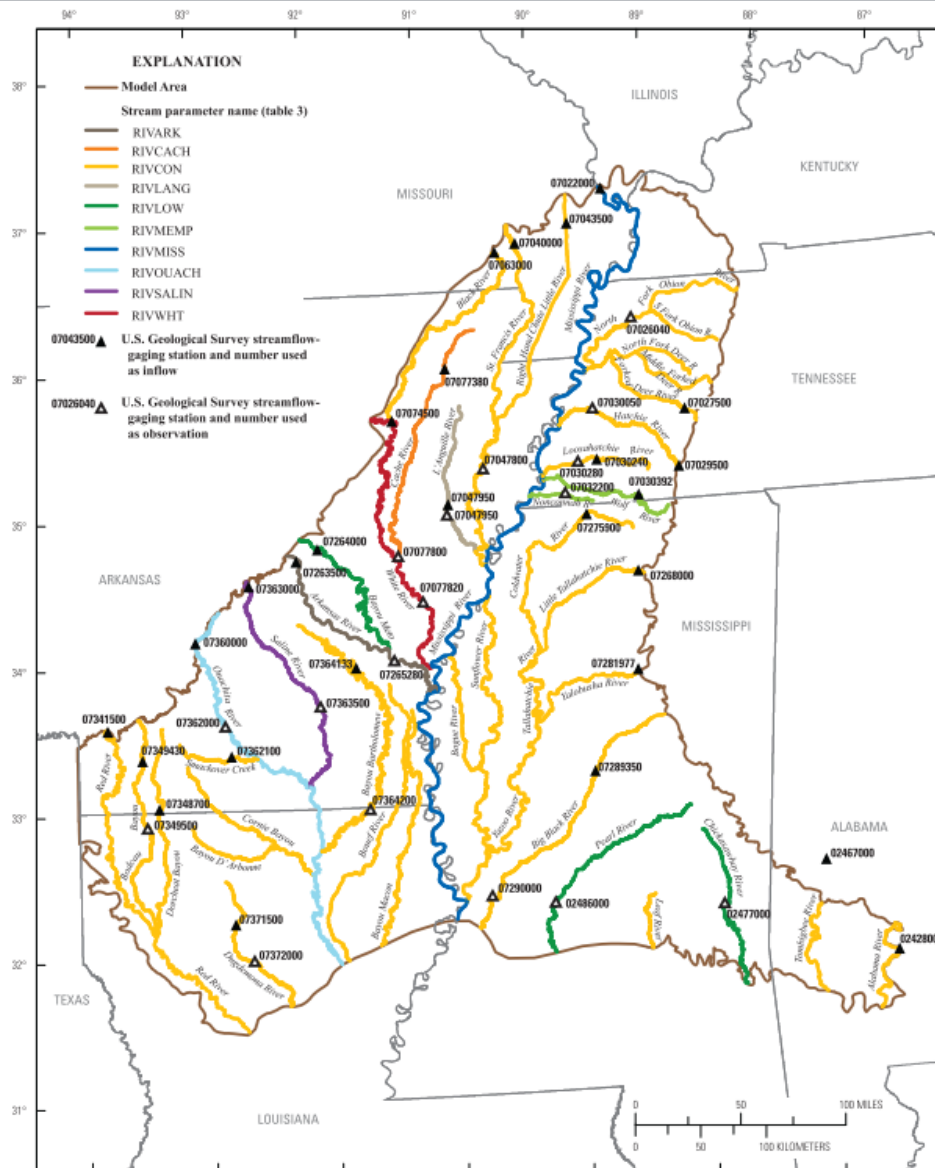 94°
93°
92°
91°
90°
89°
88°
87°
38°
37°
36°
35°
34°
33°
32°
31°
EXPLANATION
Model Area
Stream parameter name (table 3)
RIVARK
RIVCACH
RIVCON
RIVLANG
RIVLOW
RIVMEMP
RIVMISS
RIVOUACH
RIVSALIN
RIVWHT
07043500
U.S. Geological Survey streamflow-
gaging station and number used
as inflow
07026040
U.S. Geological Survey streamflow-
gaging station and number used
as observation
ILLINOIS
KENTUCKY
MISSOURI
TENNESSEE
ARKANSAS
MISSISSIPPI
ALABAMA
TEXAS
LOUISIANA
07022000
07043500
07040000
07063000
Black River
St. Francis River
Right Hand Chute Little River
Mississippi River
North Fork Obion River
07026040
S Fork Obion R
North Fork Deer R
Middle Forked Deer R
Forked Deer River
07027500
07030050
Hatchie River
07077380
07074500
Cache River
L'Anguille River
07047800
Loosahatchie River
07030240
07029500
07030280
07032200
07030392
Nonconnah R
Wolf River
07047950
07047950
07275900
07264000
07263500
07077800
07077820
White River
Bayou Meto
Arkansas River
Mississippi River
Coldwater River
Little Tallahatchie River
07268000
07363000
07360000
Saline River
07364133
07265280
07281977
Yalobusha River
Tallahatchie River
Sunflower River
Bogue River
Ouachita River
07362000
07363500
07341500
07349430
07362100
Smackover Creek
Red River
Bayou Bartholomew
07289350
07348700
07349500
07364200
Bayou Bodcau
Dorcheat Bayou
Cornie Bayou
Bayou D'Arbonne
Boeuf River
Bayou Macon
Yazoo River
Big Black River
Pearl River
Chickasawhay River
07290000
02486000
Leaf River
02477000
02467000
Tombigbee River
Alabama River
0242800
07371500
07372000
Dugdemona River
Red River
0
50
100 MILES
0
50
100 KILOMETERS